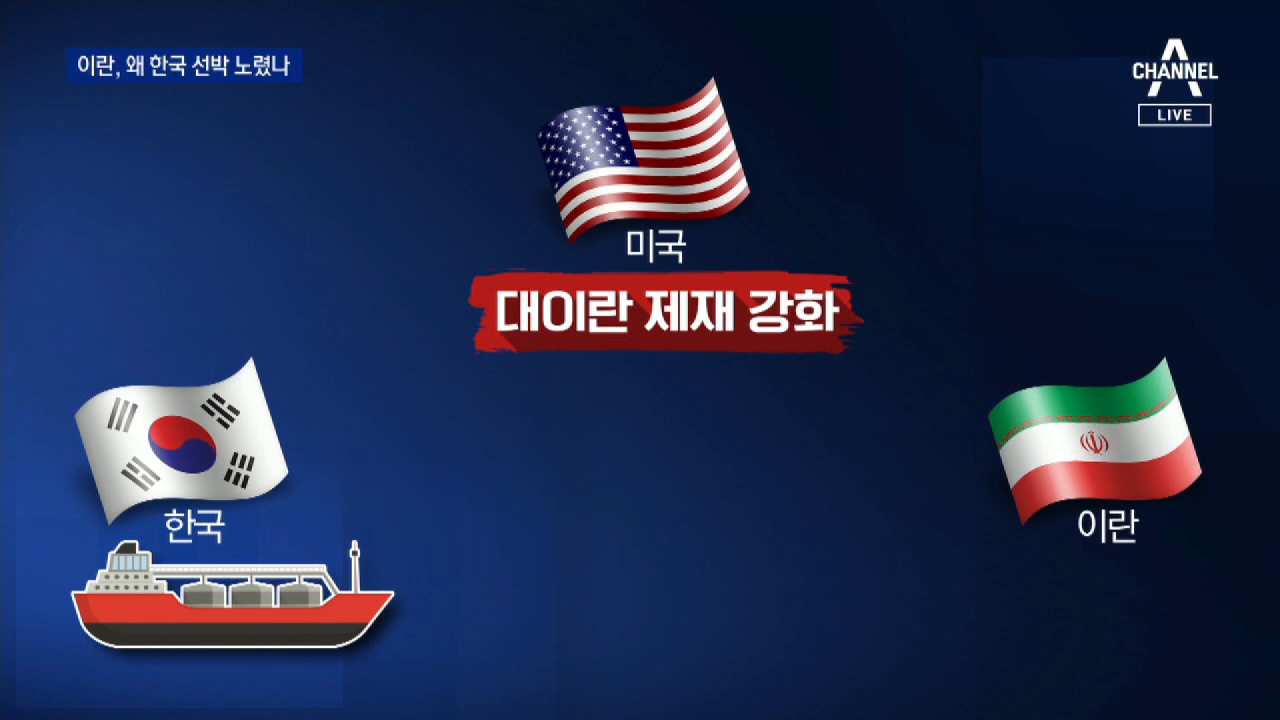 이란, 왜 한국 선박 노렸나
CHANNEL A
LIVE
미국
대이란 제재 강화
한국
이란